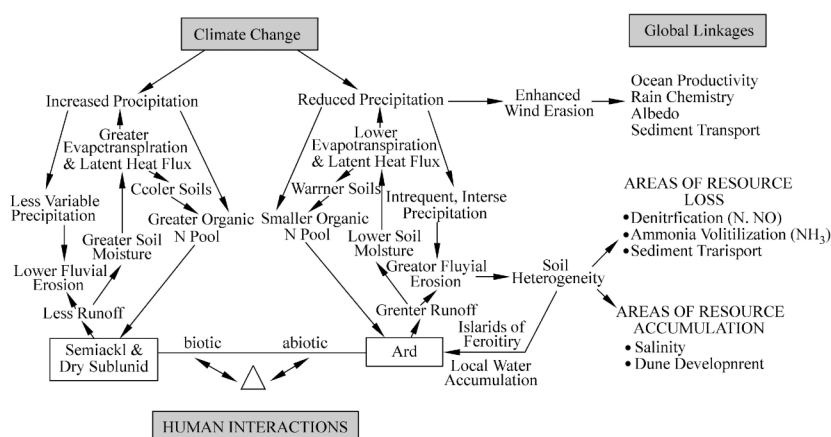 Climate Change
Global Linkages
Increased Procipitation
Reduced Precipitation
Enhanced
Wind Erasion
Ocean Productivity
Rain Chemistry
Albedo
Sediment Transport
Greater
Evapctranspiration
& Latent Heat Flux
Lower
Evapotranspiration
& Latent Heat Flux
Ccoler Soils
Warrner Soils
Less Variable
Precipitation
Greater Organic
N Pool
Smaller Organic
N Pool
Intrequent, Interse
Precipitation
AREAS OF RESOURCE
LOSS
•Denitrfication (N. NO)
•Ammonia Volitilization (NH3)
•Sediment Trarisport
Greater Soil
Moisture
Lower Soil
Molsture
Lower Fluvial
Erosion
Greator Fluyial
Erosion
Soil
Heterogeneity
Less Runoff
Grenter Runoff
AREAS OF RESOURCE
ACCUMULATION
• Salinity
• Dune Developnrent
Islarids of
Feroitiry
Semiackl &
Dry Sublunid
biotic
abiotic
Ard
Local Water
Accumulation
HUMAN INTERACTIONS